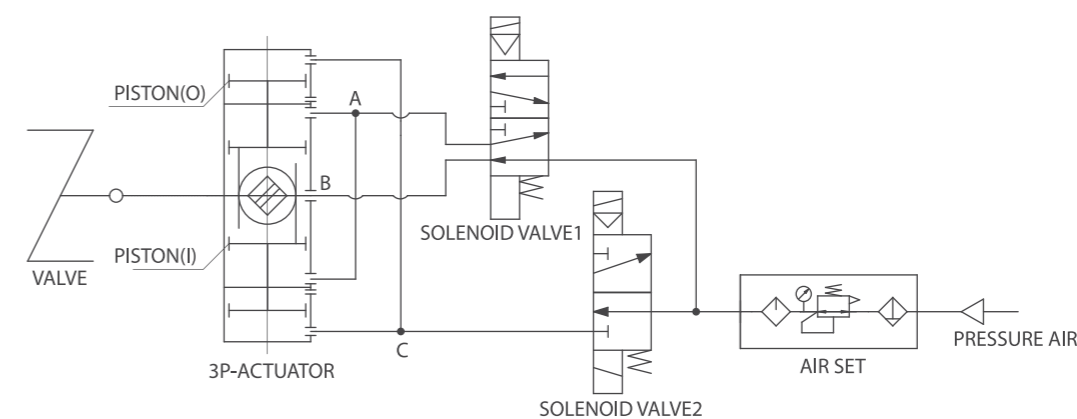 PISTON(O)
A
B
PISTON(I)
VALVE
3P-ACTUATOR
C
SOLENOID VALVE1
SOLENOID VALVE2
AIR SET
PRESSURE AIR